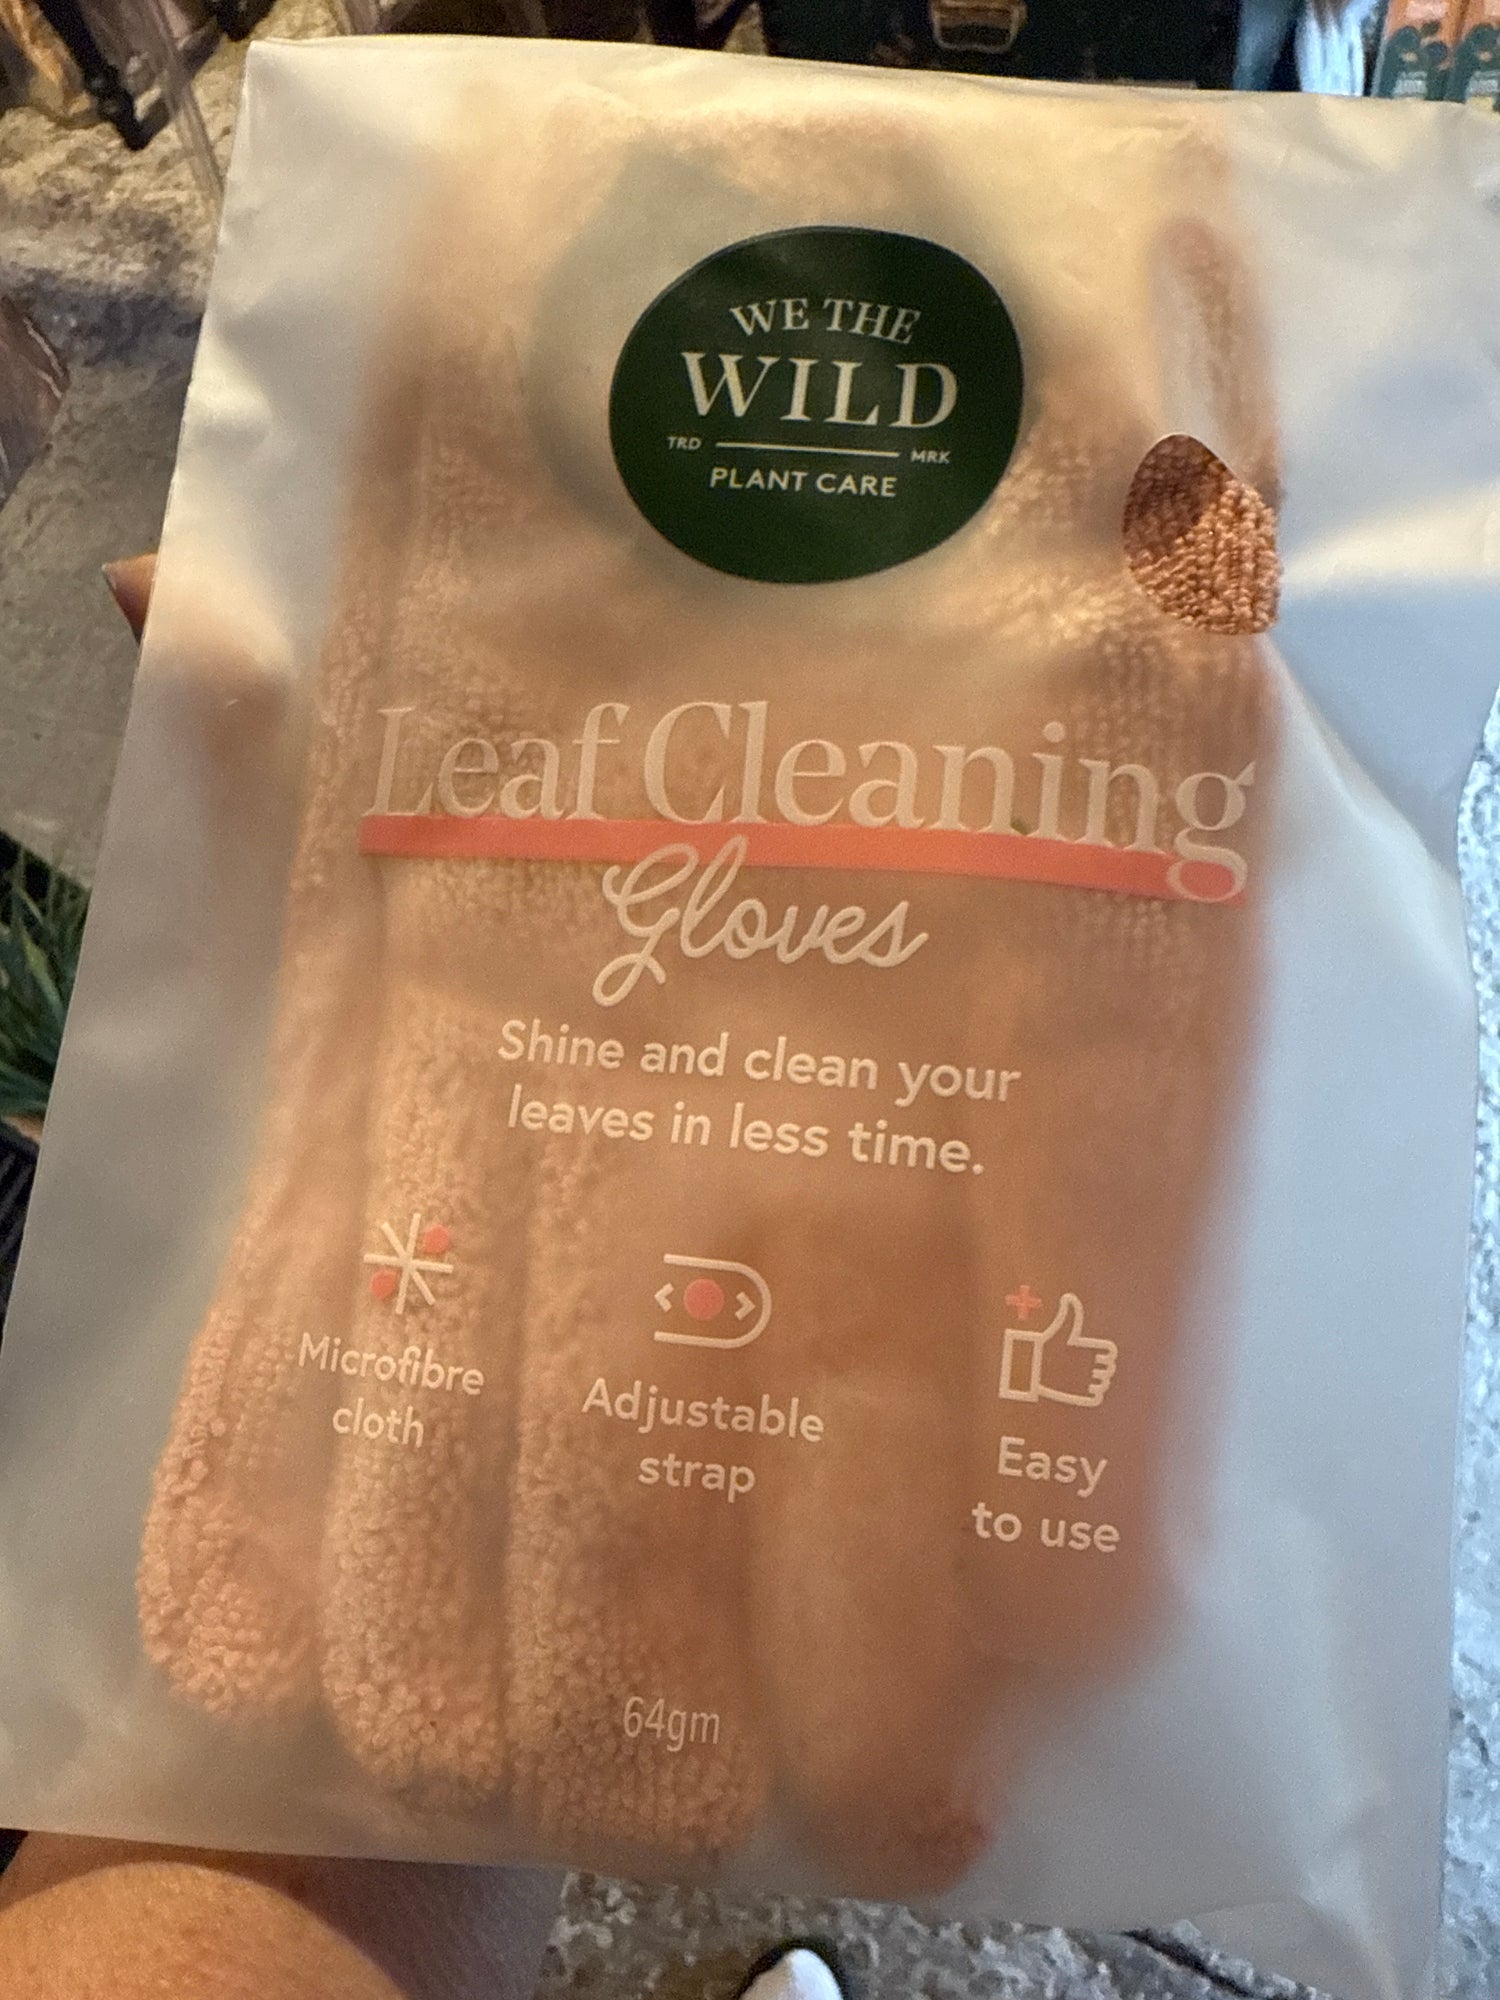 WE THE
WILD
TRD MRK
PLANT CARE
Leaf Cleaning
Gloves
Shine and clean your
leaves in less time.
Microfibre
cloth
Adjustable
strap
Easy
to use
64gm